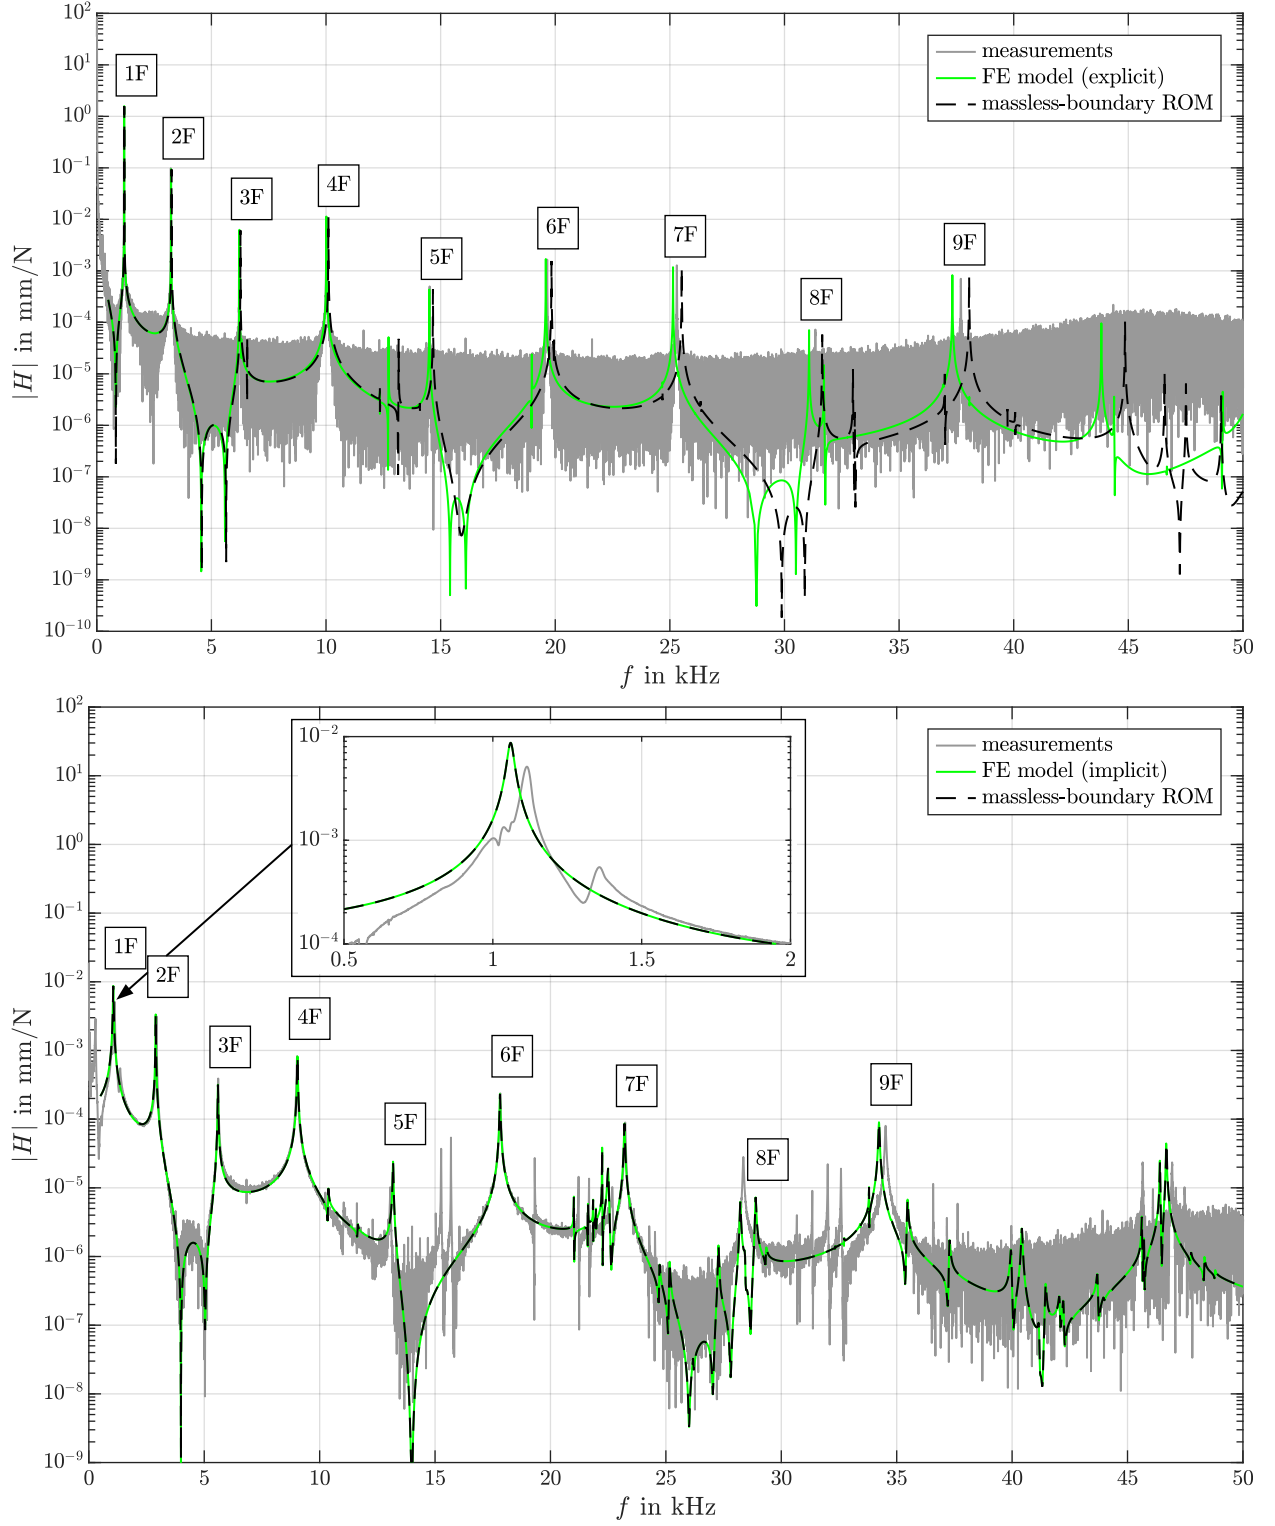 10^2
10^1
10^0
10^-1
10^-2
10^-3
10^-4
10^-5
10^-6
10^-7
10^-8
10^-9
10^-10
|H| in mm/N
1F
2F
3F
4F
5F
6F
7F
8F
9F
measurements
FE model (explicit)
massless-boundary ROM
0 5 10 15 20 25 30 35 40 45 50
f in kHz
10^2
10^1
10^0
10^-1
10^-2
10^-3
10^-4
10^-5
10^-6
10^-7
10^-8
10^-9
|H| in mm/N
10^-2
10^-3
10^-4
0.5 1 1.5 2
measurements
FE model (implicit)
massless-boundary ROM
1F
2F
3F
4F
5F
6F
7F
8F
9F
0 5 10 15 20 25 30 35 40 45 50
f in kHz